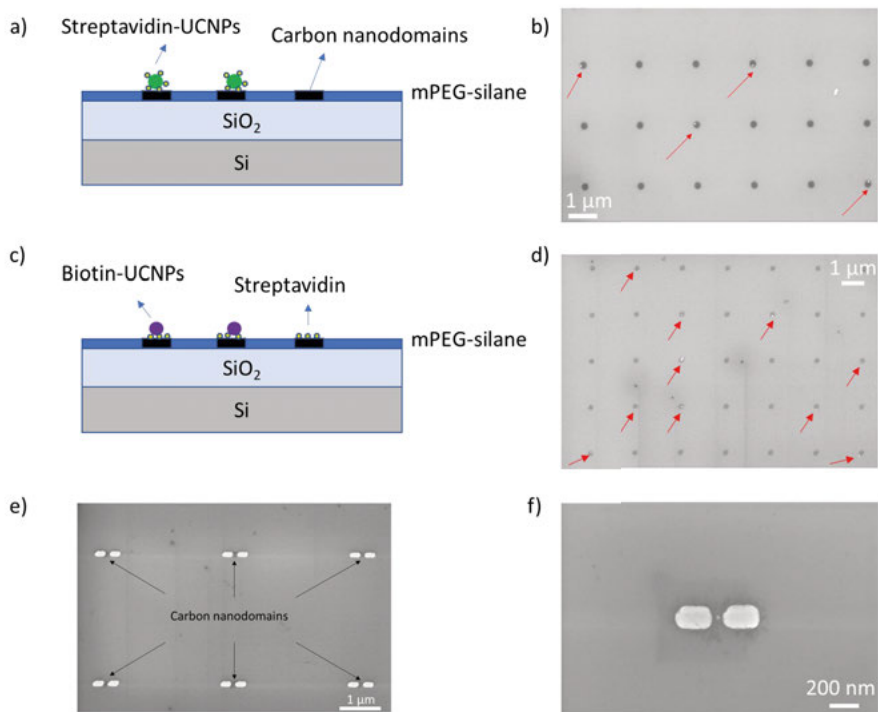 a)
Streptavidin-UCNPs
Carbon nanodomains
mPEG-silane
SiO₂
Si
b)
1 µm
c)
Biotin-UCNPs
Streptavidin
mPEG-silane
SiO₂
Si
d)
1 µm
e)
Carbon nanodomains
1 µm
f)
200 nm